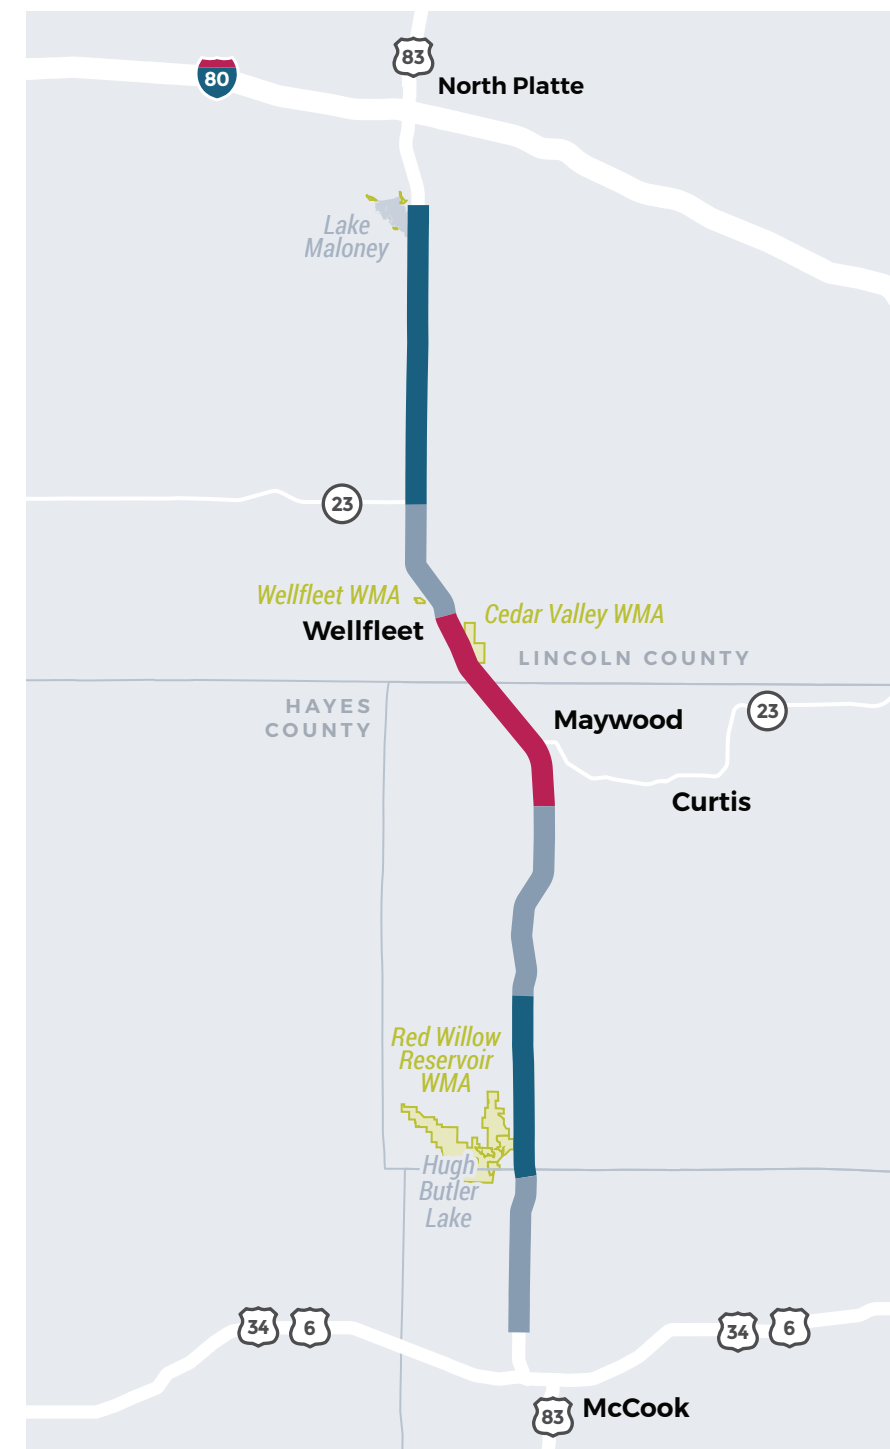 83
80
North Platte
Lake
Maloney
23
Wellfleet WMA
Cedar Valley WMA
Wellfleet
LINCOLN COUNTY
HAYES
COUNTY
23
Maywood
Curtis
Red Willow
Reservoir
WMA
Hugh
Butler
Lake
34
6
34
6
83
McCook